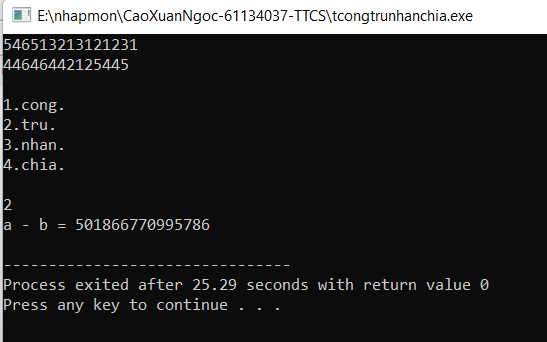 E:\nhapmon\CaoXuanNgoc-61134037-TTCS\tcongtrunhanchia.exe
546513213121231
44646442125445
1.cong.
2.tru.
3.nhan.
4.chia.
2
a - b = 501866770995786
--------------------------------
Process exited after 25.29 seconds with return value 0
Press any key to continue . . .